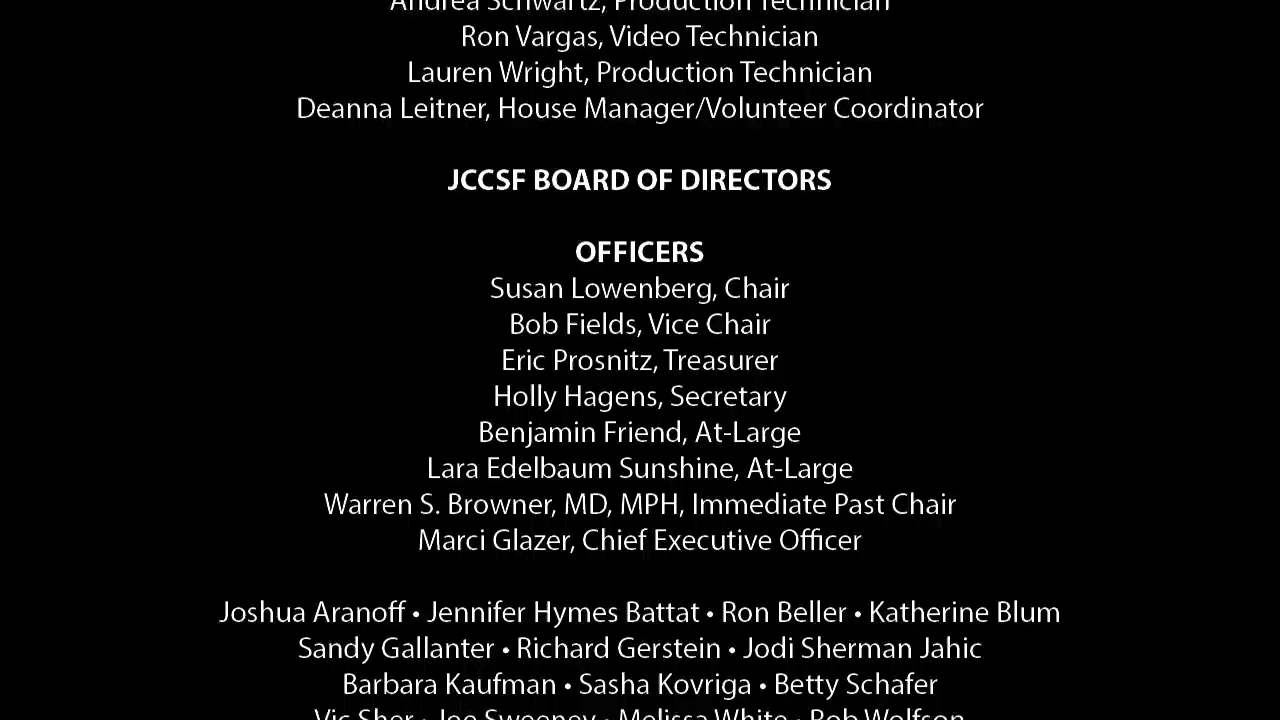 Andrea Schwartz, Production Technician
Ron Vargas, Video Technician
Lauren Wright, Production Technician
Deanna Leitner, House Manager/Volunteer Coordinator
JCCSF BOARD OF DIRECTORS
OFFICERS
Susan Lowenberg, Chair
Bob Fields, Vice Chair
Eric Prosnitz, Treasurer
Holly Hagens, Secretary
Benjamin Friend, At-Large
Lara Edelbaum Sunshine, At-Large
Warren S. Browner, MD, MPH, Immediate Past Chair
Marci Glazer, Chief Executive Officer
Joshua Aranoff • Jennifer Hymes Battat • Ron Beller • Katherine Blum
Sandy Gallanter • Richard Gerstein • Jodi Sherman Jahic
Barbara Kaufman • Sasha Kovriga • Betty Schafer
Vic Sher • Joe Sweeney • Melissa White • Bob Wolfson